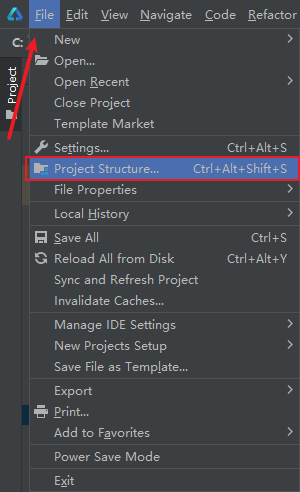 File Edit View Navigate Code Refactor
C:
Project
New
Open...
Open Recent
Close Project
Template Market
Settings... Ctrl+Alt+S
Project Structure... Ctrl+Alt+Shift+S
File Properties
Local History
Save All Ctrl+S
Reload All from Disk Ctrl+Alt+Y
Sync and Refresh Project
Invalidate Caches...
Manage IDE Settings
New Projects Setup
Save File as Template...
Export
Print...
Add to Favorites
Power Save Mode
Exit